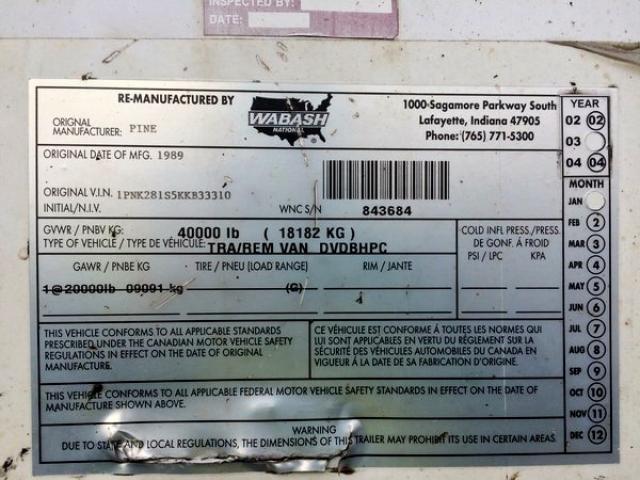 INSPECTED BY:
DATE:
RE-MANUFACTURED BY
WABASH
NATIONAL
1000 Sagamore Parkway South
Lafayette, Indiana 47905
Phone: (765) 771-5300
ORIGNAL
MANUFACTURER: PINE
ORIGINAL DATE OF MFG. 1989
ORIGINAL V.I.N. 1PNK281S5KKB33310
INITIAL/N.I.V.
WNC S/N 843684
GVWR / PNBV KG: 40000 lb ( 18182 KG )
TYPE OF VEHICLE / TYPE DE VÉHICULE: TRA/REM VAN DVDBHPC
COLD INFL PRESS./PRESS.
DE GONF. Á FROID
PSI / LPC KPA
GAWR / PNBE KG TIRE / PNEU (LOAD RANGE) RIM / JANTE
1@20000lb 09091 kg (G)
THIS VEHICLE CONFORMS TO ALL APPLICABLE STANDARDS
PRESCRIBED UNDER THE CANADIAN MOTOR VEHICLE SAFETY
REGULATIONS IN EFFECT ON THE DATE OF ORIGINAL
MANUFACTURE.
CE VÉHICULE EST CONFORME Á TOUTES LES NORMES QUI
LUI SONT APPLICABLES EN VERTU DU RÈGLEMENT SUR LA
SÉCURITÉ DES VÉHICULES AUTOMOBILES DU CANADA EN
VIGUEUR Á LA DATE DE SA FABRICATION D'ORIGINE.
THIS VEHICLE CONFORMS TO ALL APPLICABLE FEDERAL MOTOR VEHICLE SAFETY STANDARDS IN EFFECT ON THE DATE OF
MANUFACTURE SHOWN ABOVE.
WARNING
DUE TO STATE AND LOCAL REGULATIONS, THE DIMENSIONS OF THIS TRAILER MAY PROHIBIT ITS USE IN CERTAIN AREAS
YEAR
02 02
03
04 04
MONTH
JAN
FEB 2
MAR 3
APR 4
MAY 5
JUN 6
JUL 7
AUG 8
SEP 9
OCT 10
NOV 11
DEC 12